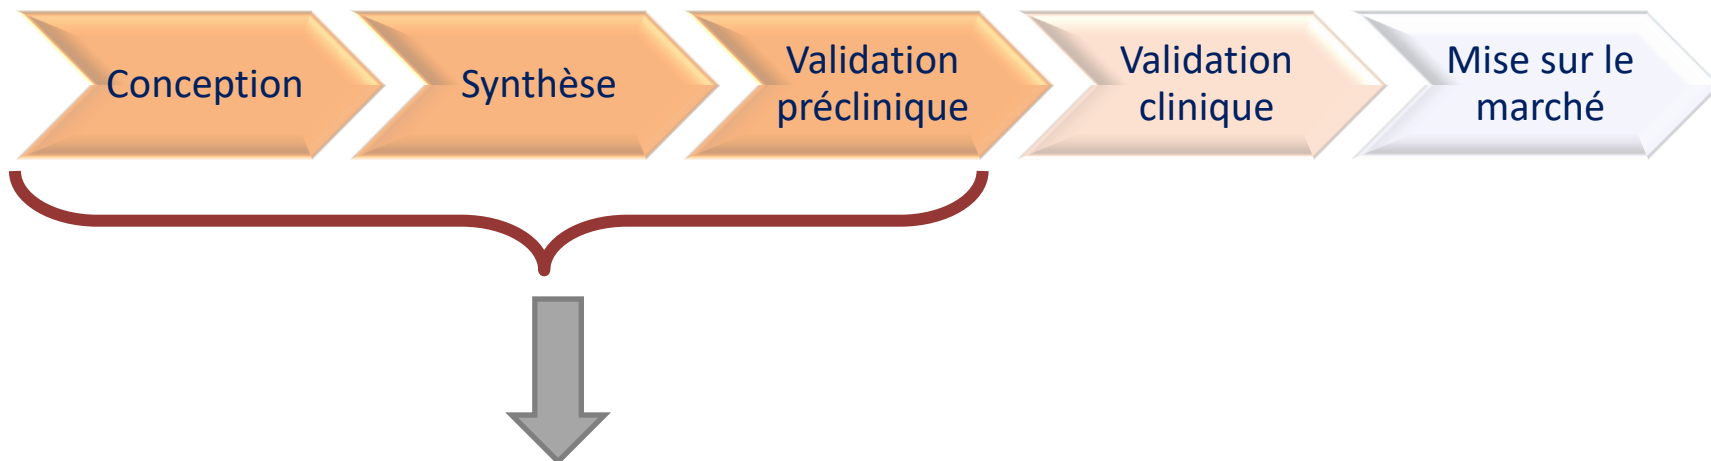 Conception
Synthèse
Validation
préclinique
Validation
clinique
Mise sur le
marché